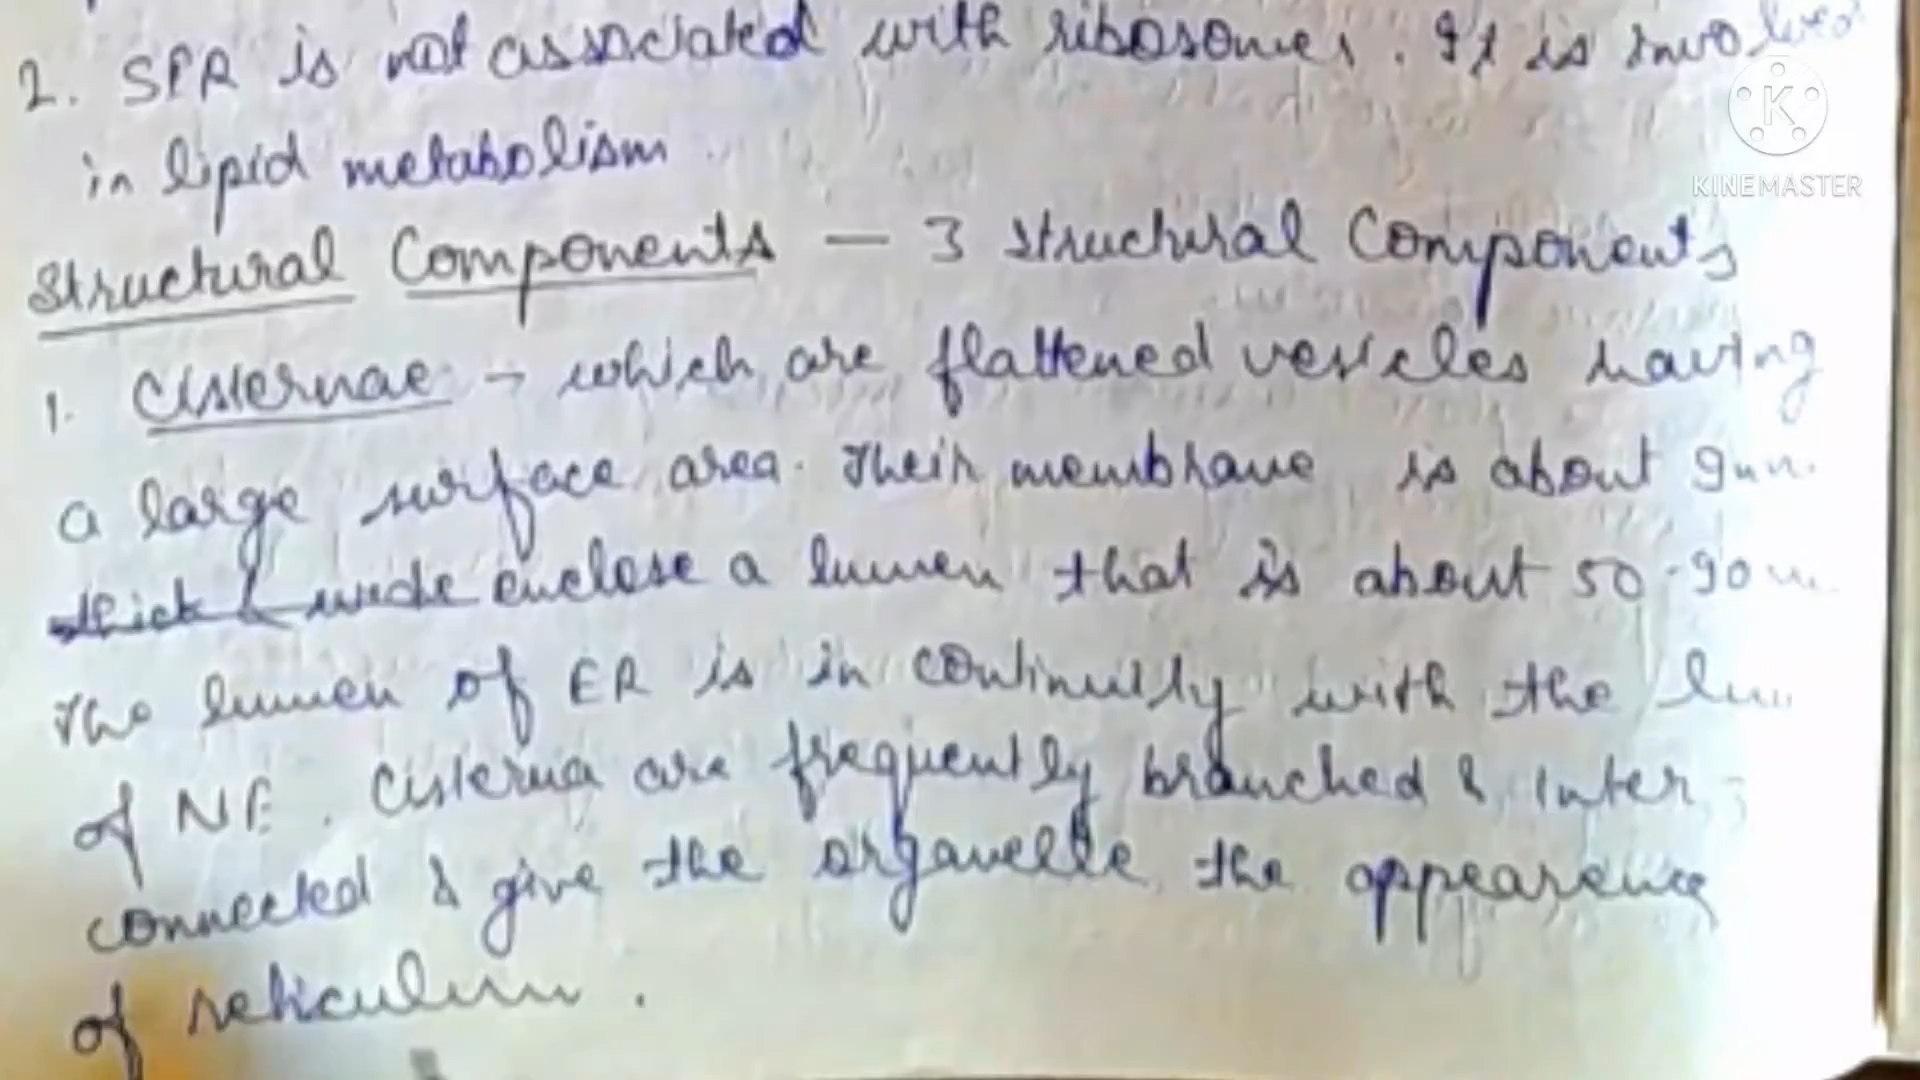 2. SER is not associated with ribosomes. It is involved
in lipid metabolism.
Structural Components — 3 structural Components
1. Cisternae → which are flattened vesicles having
a large surface area. Their membrane is about 9nm
thick & wide enclose a lumen that is about 50-90
The lumen of ER is in continuity with the
of NE. Cisterna are frequently branched & inter-
connected & give the organelle the appearence
of reticulum.
KINEMASTER